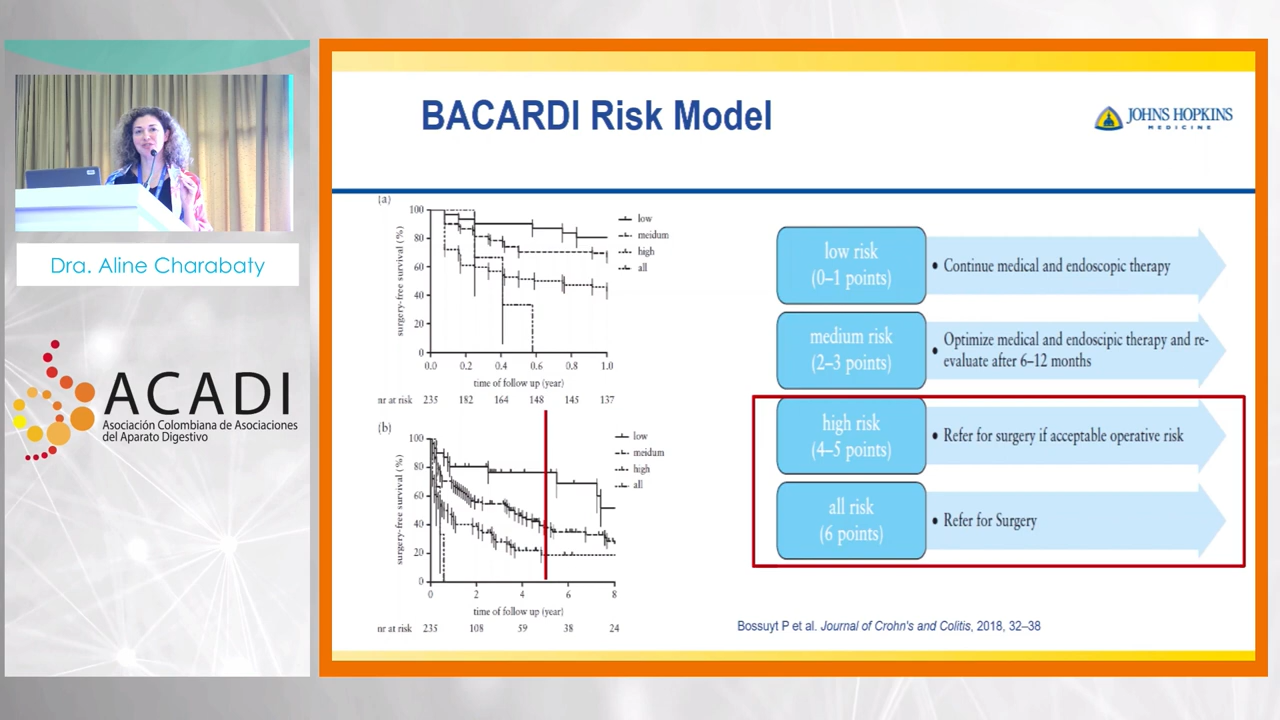 BACARDI Risk Model
JOHNS HOPKINS
MEDICINE
Dra. Aline Charabaty
ACADI
Asociación Colombiana de Asociaciones
del Aparato Digestivo
(a)
surgery-free survival (%)
100
80
60
40
20
0
0.0 0.2 0.4 0.6 0.8 1.0
time of follow up (year)
nr at risk 235 182 164 148 145 137
low
meidum
high
all
(b)
surgery-free survival (%)
100
80
60
40
20
0
0 2 4 6 8
time of follow up (year)
nr at risk 235 108 59 38 24
low
meidum
high
all
low risk
(0–1 points)
• Continue medical and endoscopic therapy
medium risk
(2–3 points)
• Optimize medical and endoscipic therapy and re-
evaluate after 6–12 months
high risk
(4–5 points)
• Refer for surgery if acceptable operative risk
all risk
(6 points)
• Refer for Surgery
Bossuyt P et al. Journal of Crohn's and Colitis, 2018, 32–38